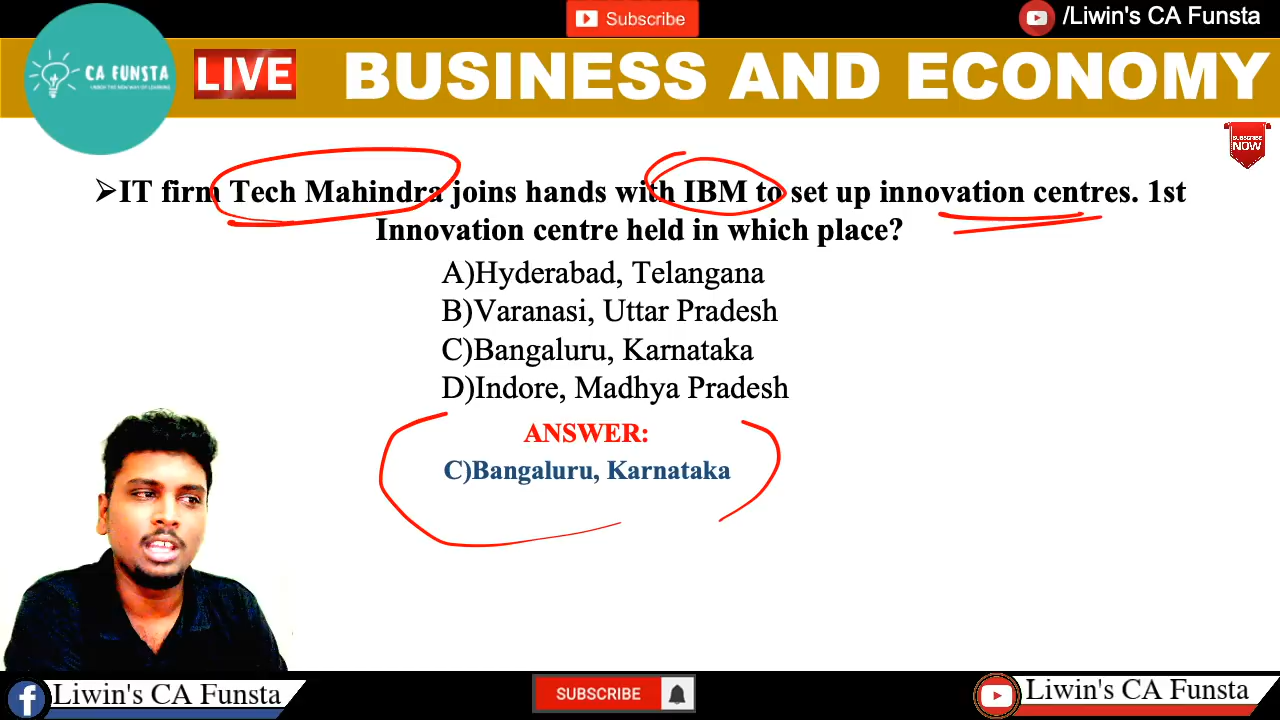 Subscribe
/Liwin's CA Funsta
CA FUNSTA
LIVE
BUSINESS AND ECONOMY
SUBSCRIBE
NOW
➢IT firm Tech Mahindra joins hands with IBM to set up innovation centres. 1st
Innovation centre held in which place?
A)Hyderabad, Telangana
B)Varanasi, Uttar Pradesh
C)Bangaluru, Karnataka
D)Indore, Madhya Pradesh
ANSWER:
C)Bangaluru, Karnataka
Liwin's CA Funsta
SUBSCRIBE
Liwin's CA Funsta